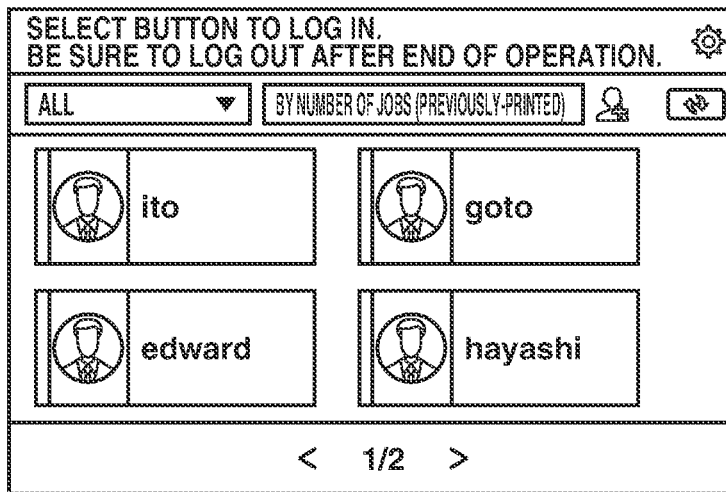 SELECT BUTTON TO LOG IN.
BE SURE TO LOG OUT AFTER END OF OPERATION.
ALL
BY NUMBER OF JOBS (PREVIOUSLY-PRINTED)
ito
goto
edward
hayashi
< 1/2 >